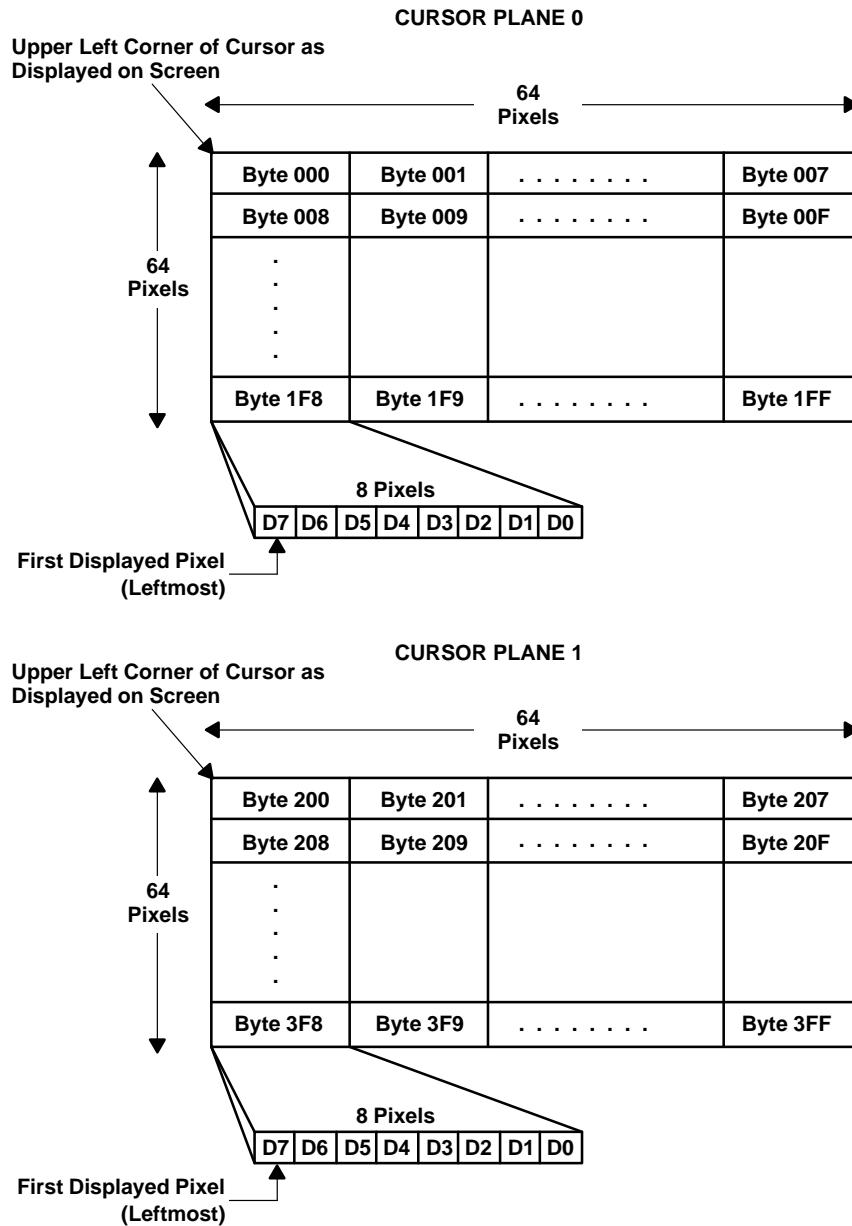 CURSOR PLANE 0
Upper Left Corner of Cursor as
Displayed on Screen
64
Pixels
Byte 000 Byte 001 . . . . . . . . Byte 007
Byte 008 Byte 009 . . . . . . . . Byte 00F
64
Pixels
Byte 1F8 Byte 1F9 . . . . . . . . Byte 1FF
8 Pixels
D7 D6 D5 D4 D3 D2 D1 D0
First Displayed Pixel
(Leftmost)
CURSOR PLANE 1
Upper Left Corner of Cursor as
Displayed on Screen
64
Pixels
Byte 200 Byte 201 . . . . . . . . Byte 207
Byte 208 Byte 209 . . . . . . . . Byte 20F
64
Pixels
Byte 3F8 Byte 3F9 . . . . . . . . Byte 3FF
8 Pixels
D7 D6 D5 D4 D3 D2 D1 D0
First Displayed Pixel
(Leftmost)